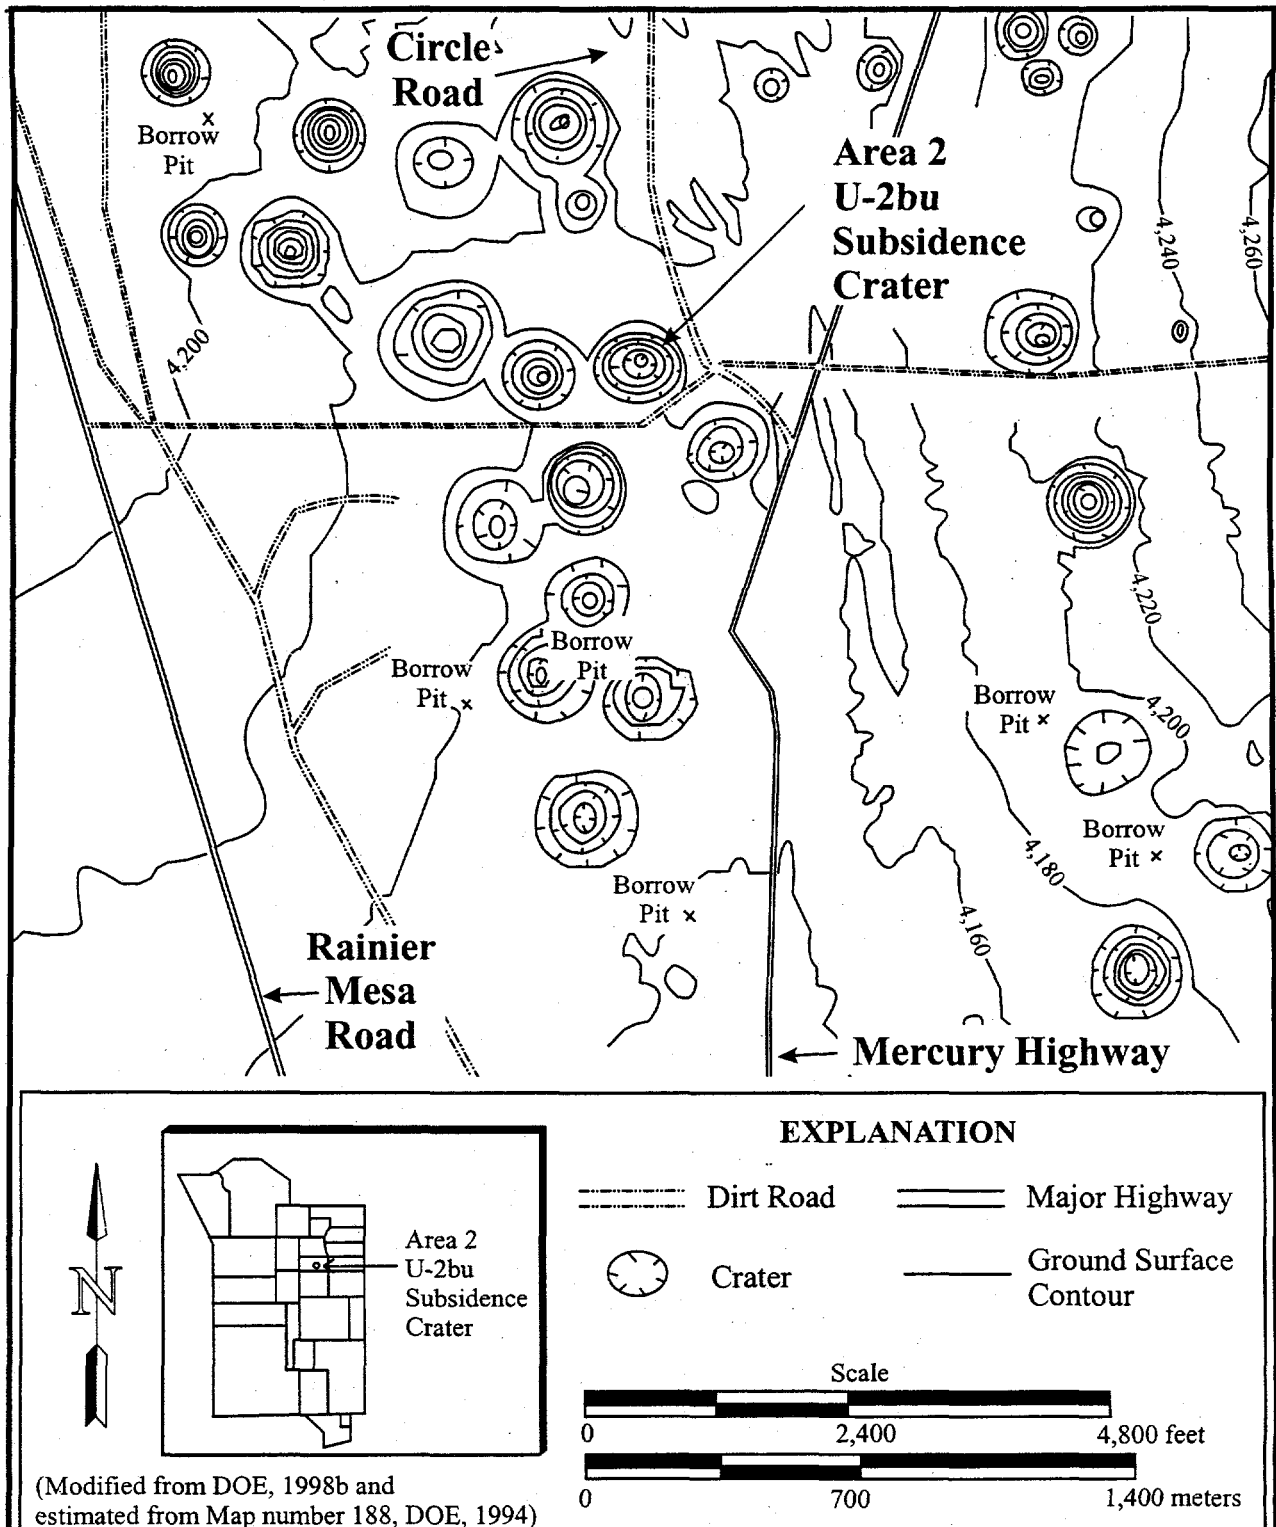 Circle
Road
x
Borrow
Pit
Area 2
U-2bu
Subsidence
Crater
4,240
4,260
4,200
4,220
Borrow
Pit
Borrow
Pit x
Borrow
Pit x
4,200
Borrow
Pit x
4,180
Borrow
Pit x
4,160
Rainier
Mesa
Road
Mercury Highway
EXPLANATION
Dirt Road
Major Highway
Crater
Ground Surface
Contour
N
Area 2
U-2bu
Subsidence
Crater
Scale
0 2,400 4,800 feet
0 700 1,400 meters
(Modified from DOE, 1998b and
estimated from Map number 188, DOE, 1994)